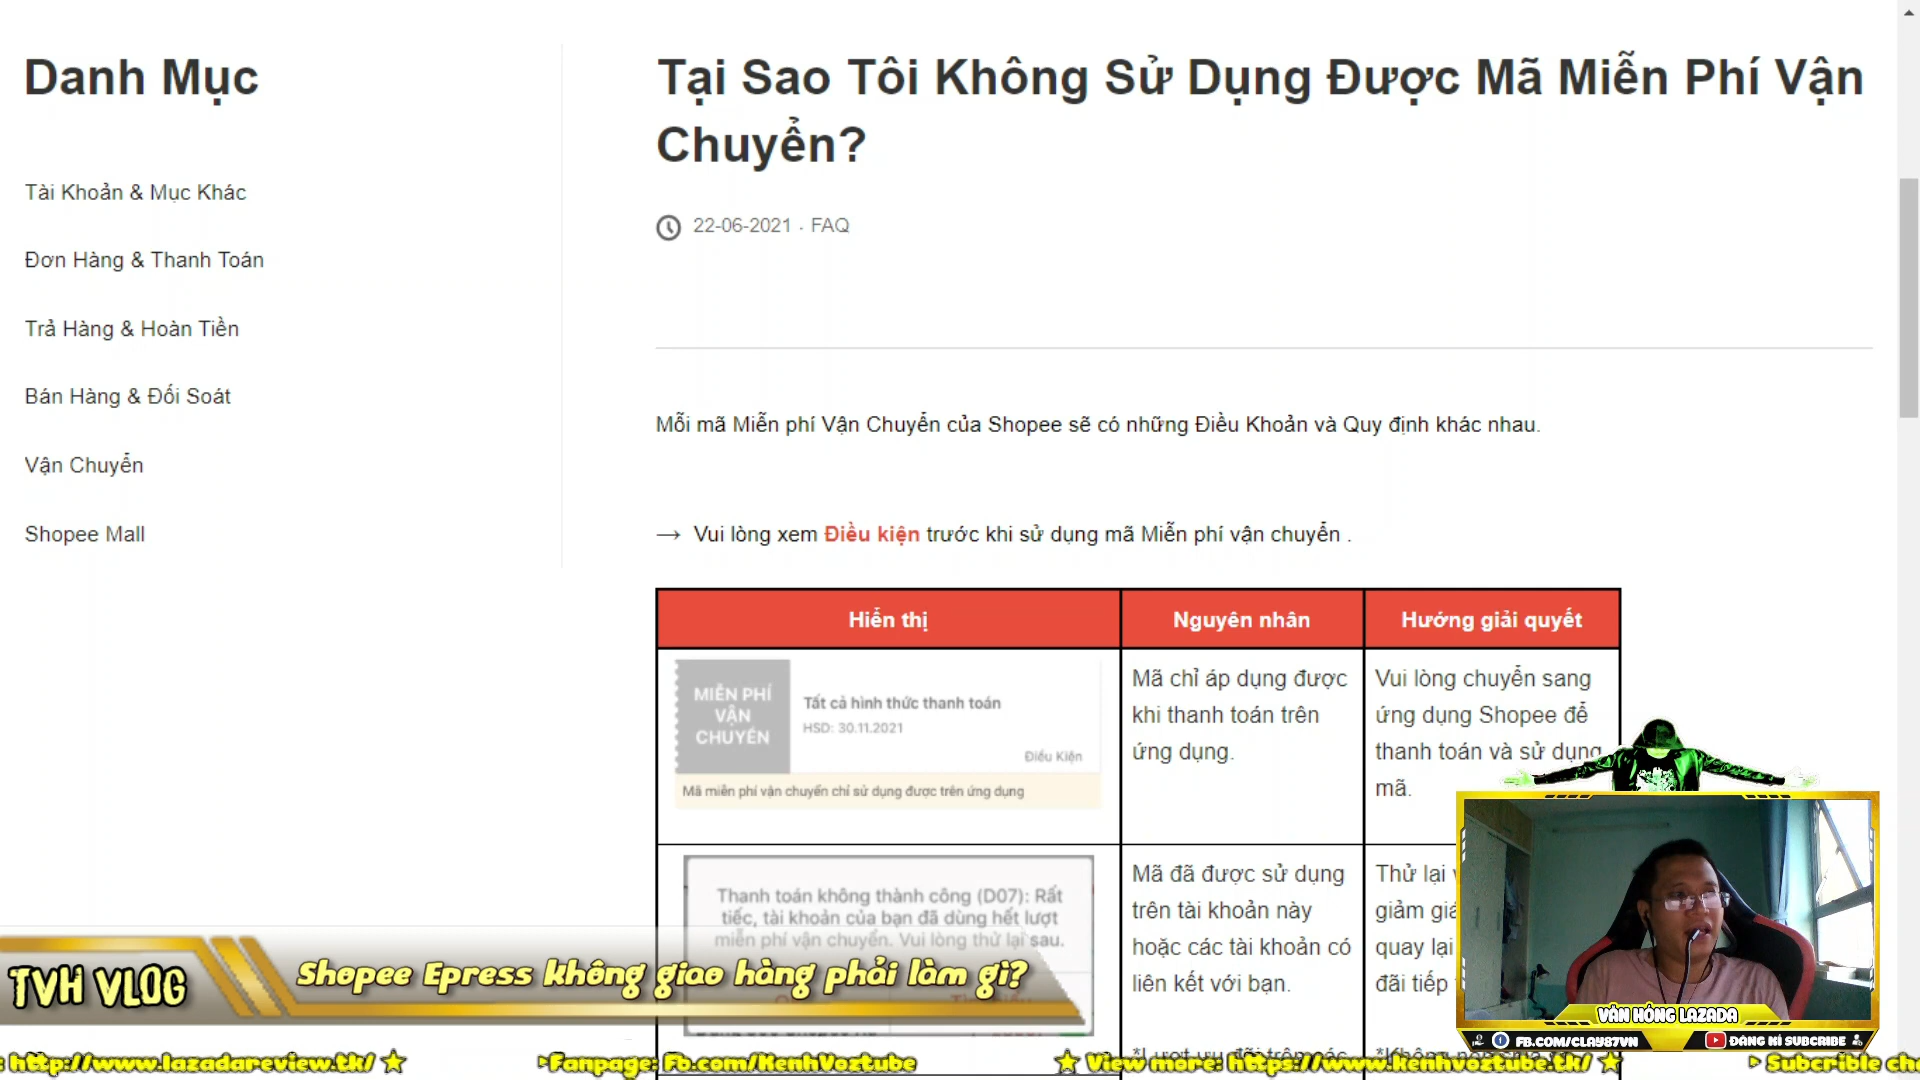 Danh Mục
Tài Khoản & Mục Khác
Đơn Hàng & Thanh Toán
Trả Hàng & Hoàn Tiền
Bán Hàng & Đối Soát
Vận Chuyển
Shopee Mall
Tại Sao Tôi Không Sử Dụng Được Mã Miễn Phí Vận
Chuyển?
22-06-2021 . FAQ
Mỗi mã Miễn phí Vận Chuyển của Shopee sẽ có những Điều Khoản và Quy định khác nhau.
→ Vui lòng xem Điều kiện trước khi sử dụng mã Miễn phí vận chuyển .
Hiển thị
Nguyên nhân
Hướng giải quyết
MIỄN PHÍ
VẬN
CHUYỂN
Tất cả hình thức thanh toán
HSD: 30.11.2021
Điều Kiện
Mã miễn phí vận chuyển chỉ sử dụng được trên ứng dụng
Mã chỉ áp dụng được
khi thanh toán trên
ứng dụng.
Vui lòng chuyển sang
ứng dụng Shopee để
thanh toán và sử dụng
mã.
Thanh toán không thành công (D07): Rất
tiếc, tài khoản của bạn đã dùng hết lượt
miễn phí vận chuyển. Vui lòng thử lại sau.
Mã đã được sử dụng
trên tài khoản này
hoặc các tài khoản có
liên kết với bạn.
Thử lại
giảm giá
quay lại
đãi tiếp
TVH VLOG
Shopee Epress không giao hàng phải làm gì?
VĂN HÓNG LAZADA
FB.COM/CLAY87VN
ĐĂNG KÍ SUBCRIBE
: http://www.lazadareview.tk/ ★
‣Fanpage: Fb.com/KenhVoztube
★ View more: https://www.kenhvoztube.tk/ ★
‣ Subcrible